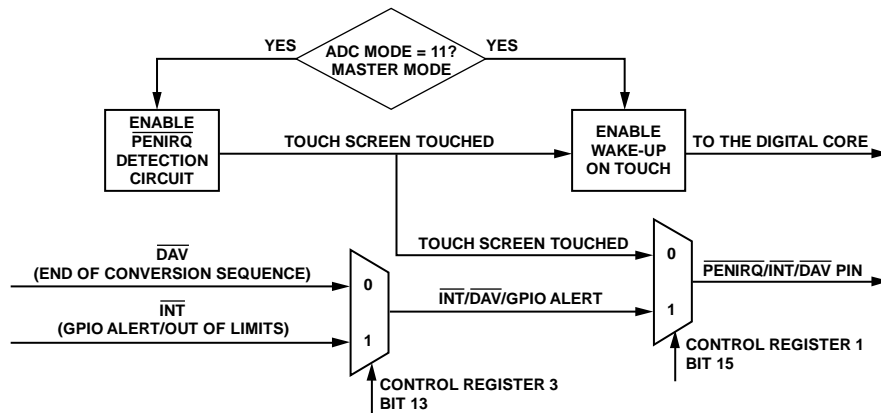 YES
ADC MODE = 11?
MASTER MODE
YES
ENABLE
PENIRQ
DETECTION
CIRCUIT
TOUCH SCREEN TOUCHED
ENABLE
WAKE-UP
ON TOUCH
TO THE DIGITAL CORE
TOUCH SCREEN TOUCHED
DAV
(END OF CONVERSION SEQUENCE)
0
INT
(GPIO ALERT/OUT OF LIMITS)
1
INT/DAV/GPIO ALERT
0
1
PENIRQ/INT/DAV PIN
CONTROL REGISTER 3
BIT 13
CONTROL REGISTER 1
BIT 15